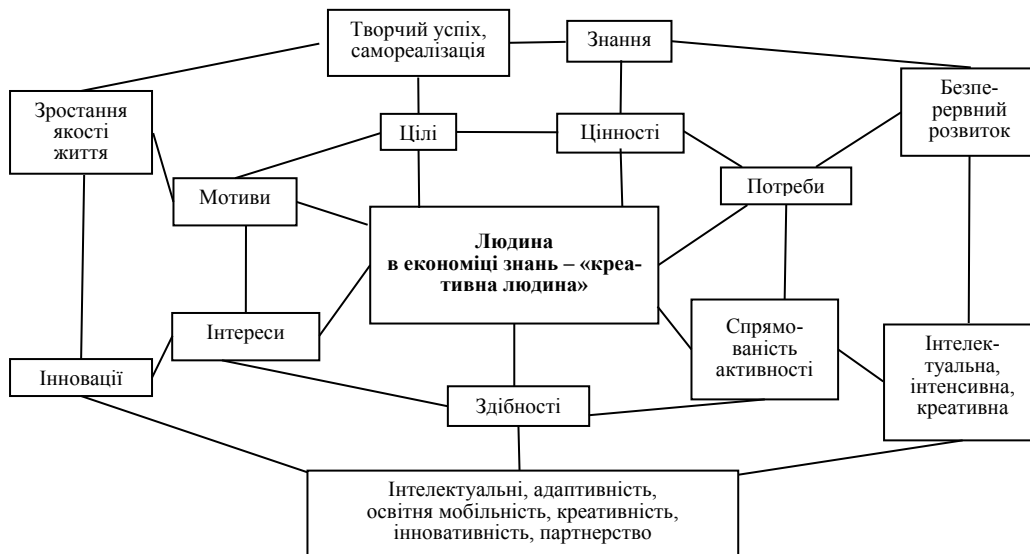 Творчий успіх,
самореалізація
Знання
Безпе-
рервний
розвиток
Зростання
якості
життя
Цілі
Цінності
Мотиви
Потреби
Людина
в економіці знань – «креа-
тивна людина»
Інтереси
Спрямо-
ваність
активності
Інтелек-
туальна,
інтенсивна,
креативна
Інновації
Здібності
Інтелектуальні, адаптивність,
освітня мобільність, креативність,
інновативність, партнерство